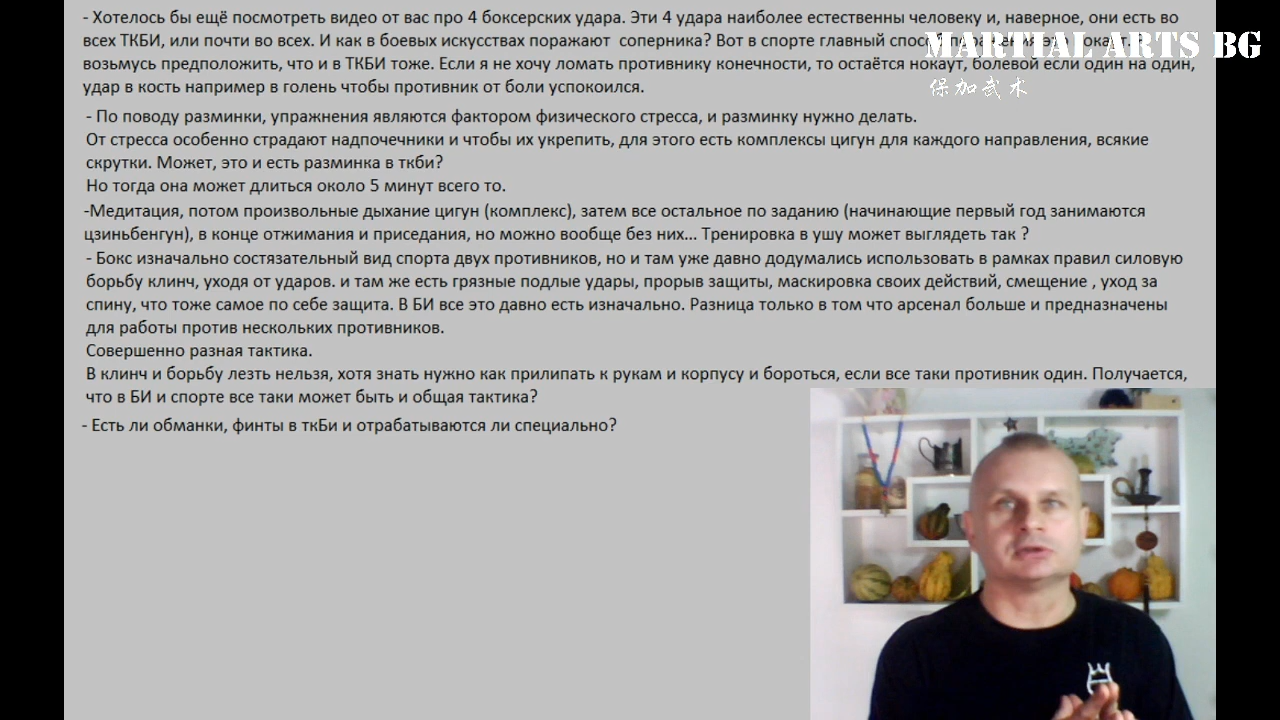 - Хотелось бы ещё посмотреть видео от вас про 4 боксерских удара. Эти 4 удара наиболее естественны человеку и, наверное, они есть во
всех ТКБИ, или почти во всех. И как в боевых искусствах поражают соперника? Вот в спорте главный
возьмусь предположить, что и в ТКБИ тоже. Если я не хочу ломать противнику конечности, то остаётся нокаут, болевой если один на один,
удар в кость например в голень чтобы противник от боли успокоился.
MARTIAL ARTS BG
保加武术
- По поводу разминки, упражнения являются фактором физического стресса, и разминку нужно делать.
От стресса особенно страдают надпочечники и чтобы их укрепить, для этого есть комплексы цигун для каждого направления, всякие
скрутки. Может, это и есть разминка в ткби?
Но тогда она может длиться около 5 минут всего то.
-Медитация, потом произвольные дыхание цигун (комплекс), затем все остальное по заданию (начинающие первый год занимаются
цзиньбенгун), в конце отжимания и приседания, но можно вообще без них... Тренировка в ушу может выглядеть так ?
- Бокс изначально состязательный вид спорта двух противников, но и там уже давно додумались использовать в рамках правил силовую
борьбу клинч, уходя от ударов. и там же есть грязные подлые удары, прорыв защиты, маскировка своих действий, смещение , уход за
спину, что тоже самое по себе защита. В БИ все это давно есть изначально. Разница только в том что арсенал больше и предназначены
для работы против нескольких противников.
Совершенно разная тактика.
В клинч и борьбу лезть нельзя, хотя знать нужно как прилипать к рукам и корпусу и бороться, если все таки противник один. Получается,
что в БИ и спорте все таки может быть и общая тактика?
- Есть ли обманки, финты в ткБи и отрабатываются ли специально?